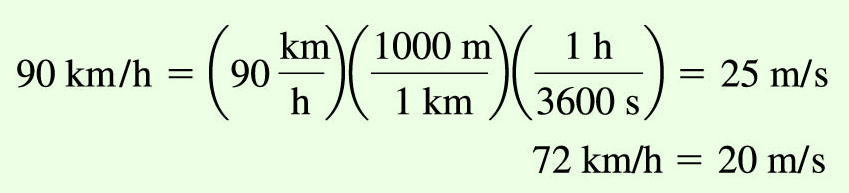 90 km/h = (90 km/h)(1000 m/1 km)(1 h/3600 s) = 25 m/s
72 km/h = 20 m/s